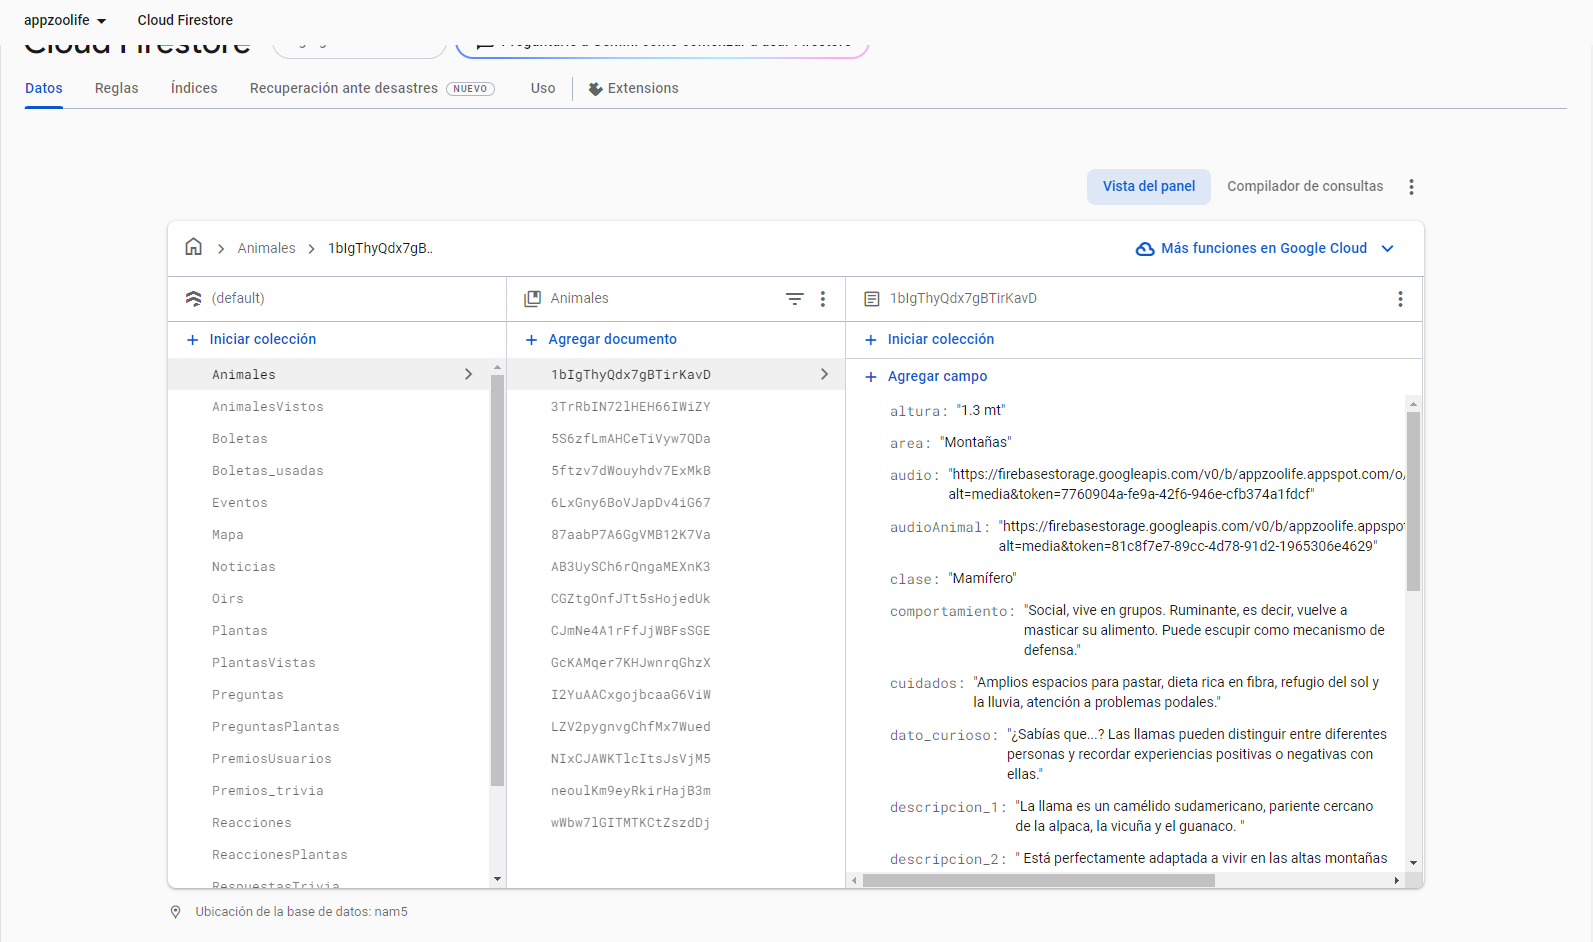 appzoolife
Cloud Firestore
Cloud Firestore
Datos
Reglas
Índices
Recuperación ante desastres
NUEVO
Uso
Extensions
Vista del panel
Compilador de consultas
Animales
1bIgThyQdx7gB..
Más funciones en Google Cloud
(default)
Iniciar colección
Animales
AnimalesVistos
Boletas
Boletas_usadas
Eventos
Mapa
Noticias
Oirs
Plantas
PlantasVistas
Preguntas
PreguntasPlantas
PremiosUsuarios
Premios_trivia
Reacciones
ReaccionesPlantas
RespuestasTrivia
Animales
Agregar documento
1bIgThyQdx7gBTirKavD
3TrRbIN72lHEH66IWiZY
5S6zfLmAHCeTiVyw7QDa
5ftzv7dWouyhdv7ExMkB
6LxGny6BoVJapDv4iG67
87aabP7A6GgVMB12K7Va
AB3UySCh6rQngaMEXnK3
CGZtgOnfJTt5sHojedUk
CJmNe4A1rFfJjWBFsSGE
GcKAMqer7KHJwnrqGhzX
I2YuAACxgojbcaaG6ViW
LZV2pygnvgChfMx7Wued
NIxCJAWKTlcItsJsVjM5
neoulKm9eyRkirHajB3m
wWbw7lGITMTKCtZszdDj
1bIgThyQdx7gBTirKavD
Iniciar colección
Agregar campo
altura: "1.3 mt"
area: "Montañas"
audio: "https://firebasestorage.googleapis.com/v0/b/appzoolife.appspot.com/o/
alt=media&token=7760904a-fe9a-42f6-946e-cfb374a1fdcf"
audioAnimal: "https://firebasestorage.googleapis.com/v0/b/appzoolife.appspot
alt=media&token=81c8f7e7-89cc-4d78-91d2-1965306e4629"
clase: "Mamífero"
comportamiento: "Social, vive en grupos. Ruminante, es decir, vuelve a
masticar su alimento. Puede escupir como mecanismo de
defensa."
cuidados: "Amplios espacios para pastar, dieta rica en fibra, refugio del sol y
la lluvia, atención a problemas podales."
dato_curioso: "¿Sabías que...? Las llamas pueden distinguir entre diferentes
personas y recordar experiencias positivas o negativas con
ellas."
descripcion_1: "La llama es un camélido sudamericano, pariente cercano
de la alpaca, la vicuña y el guanaco. "
descripcion_2: " Está perfectamente adaptada a vivir en las altas montañas
Ubicación de la base de datos: nam5